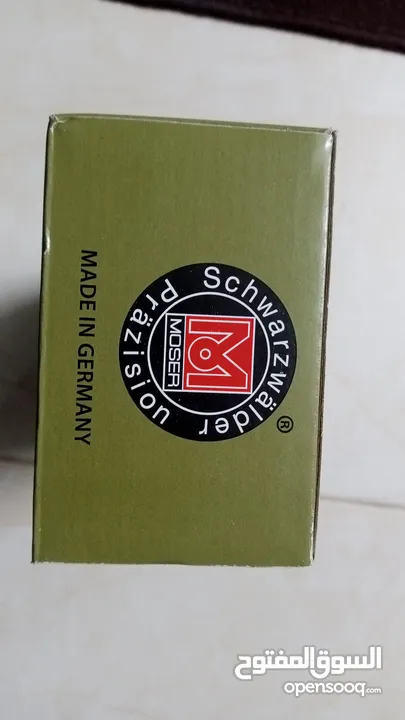 Schwarzwälder
Präzision
MOSER
®
MADE IN GERMANY
السوق المفتوح
opensooq.com